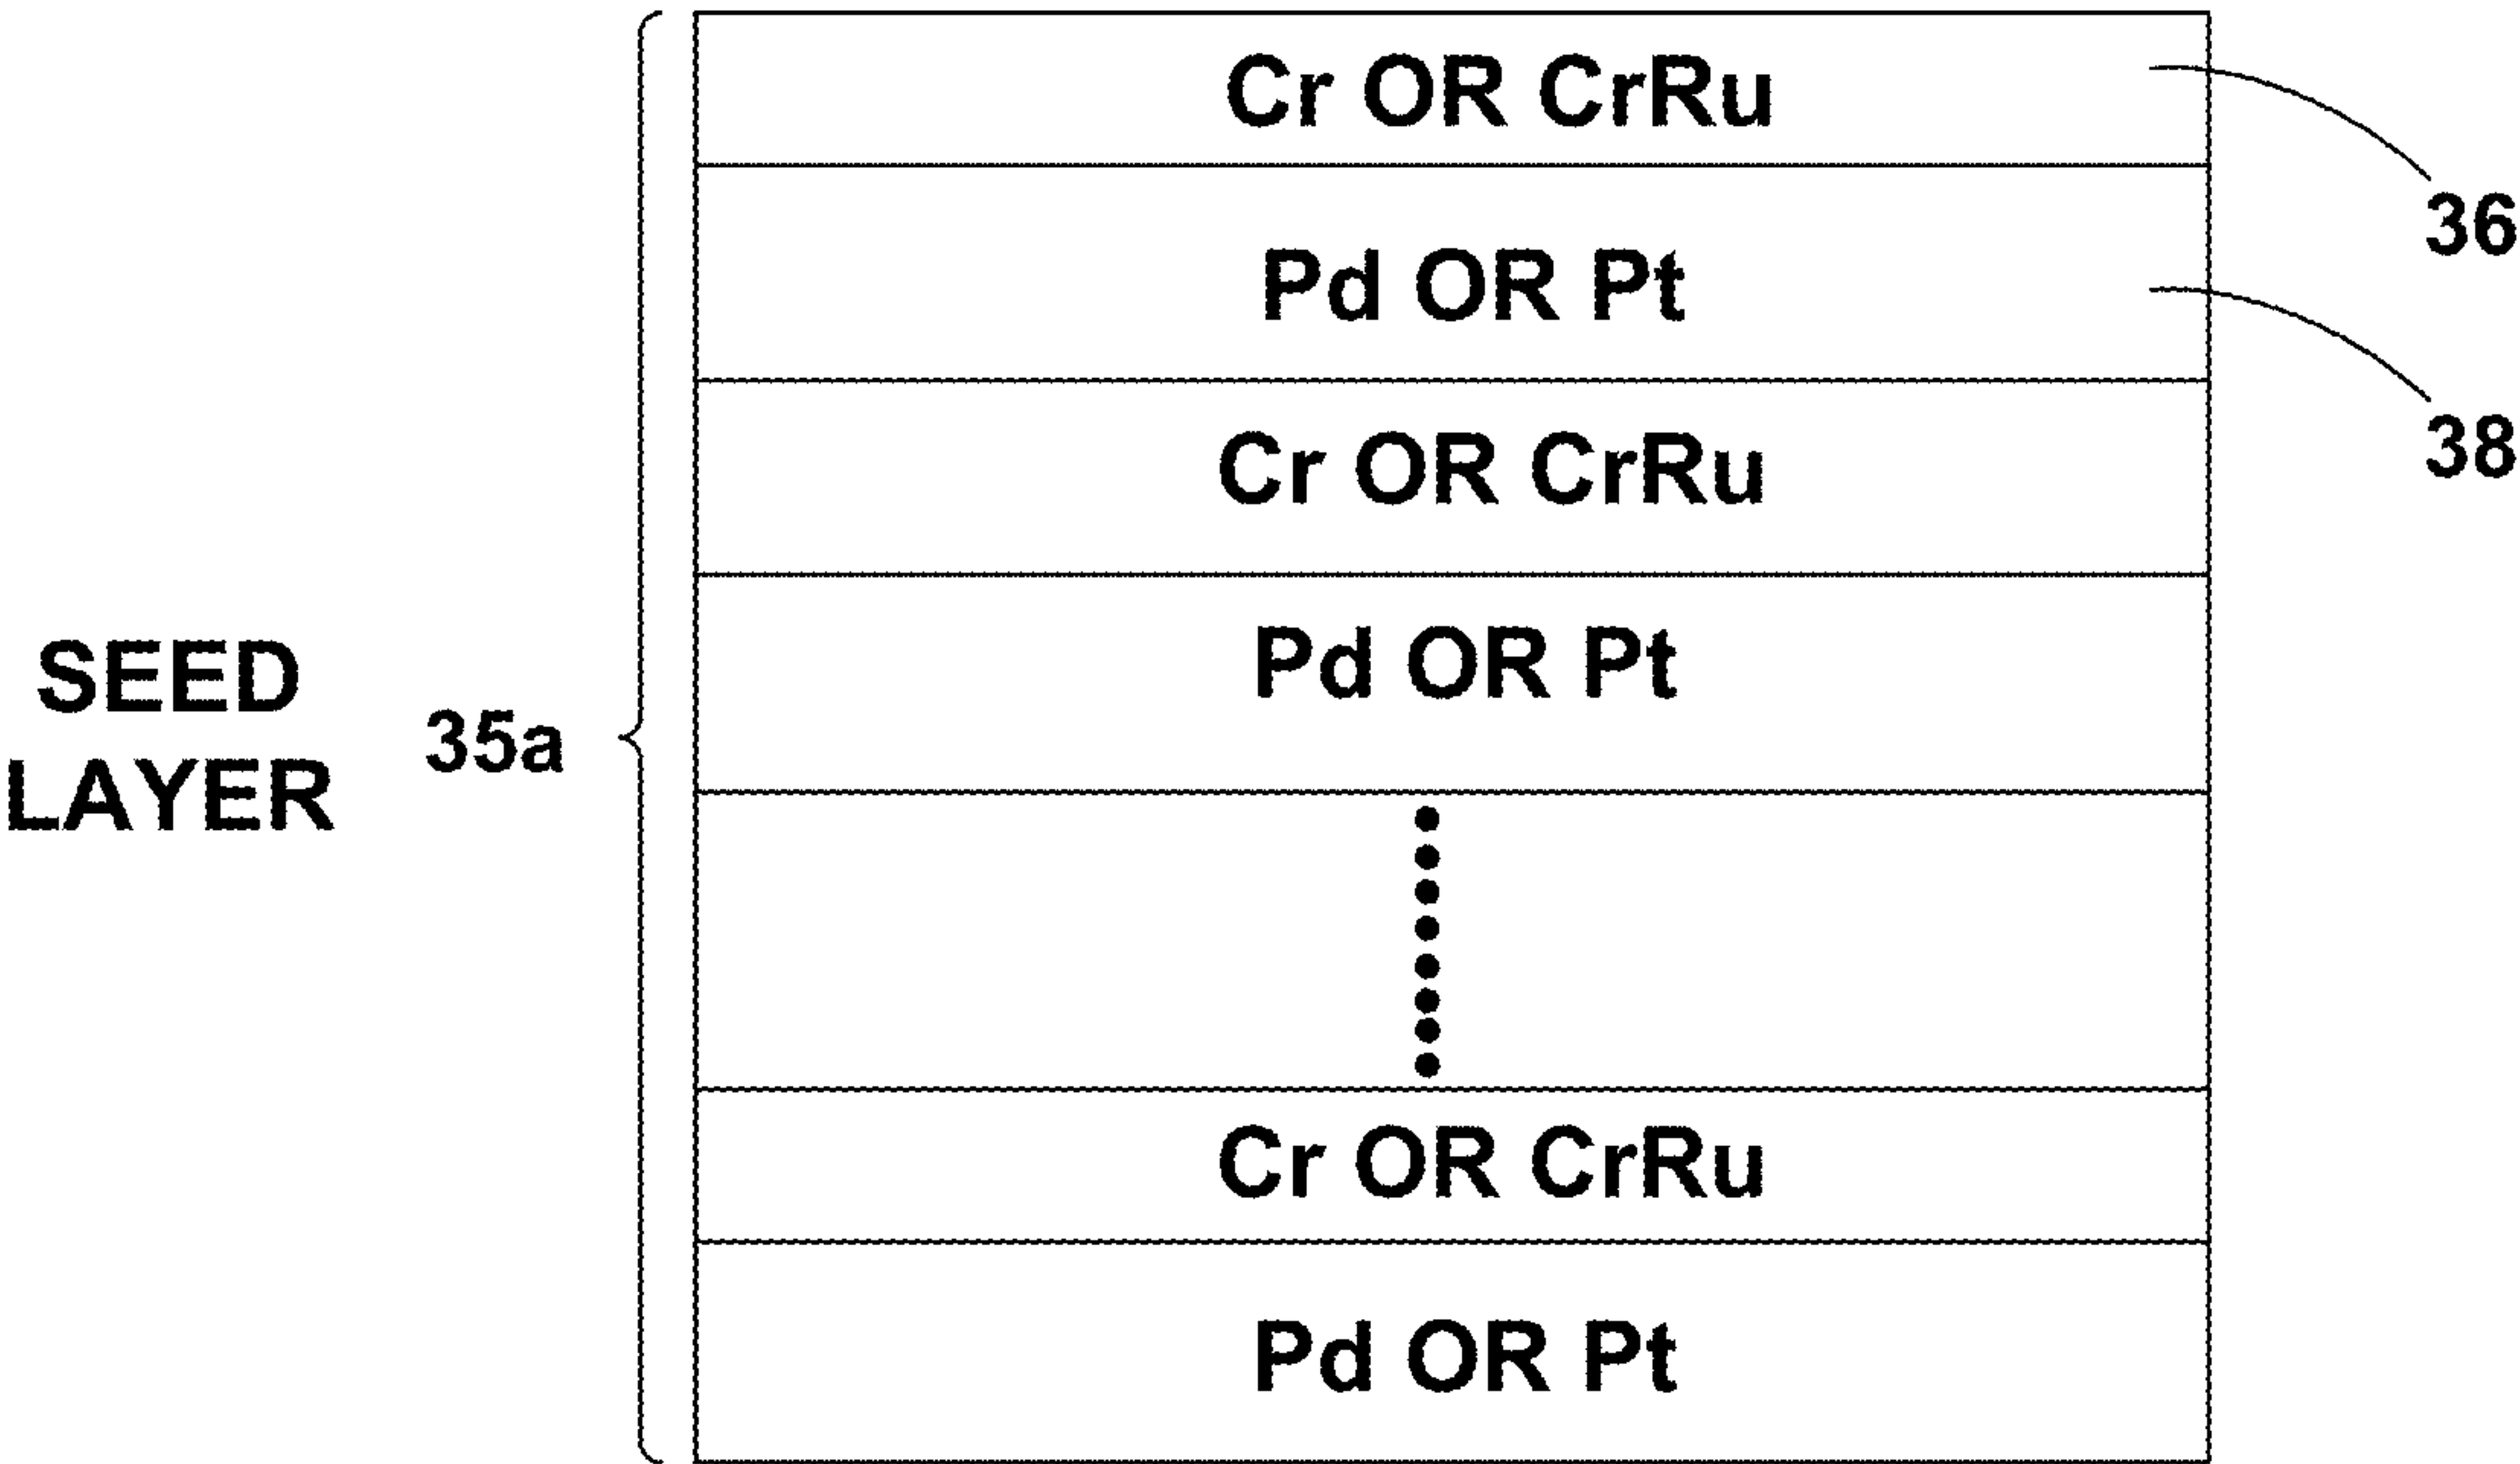 Cr OR CrRu
36
Pd OR Pt
38
Cr OR CrRu
Pd OR Pt
SEED
LAYER
35a
Cr OR CrRu
Pd OR Pt